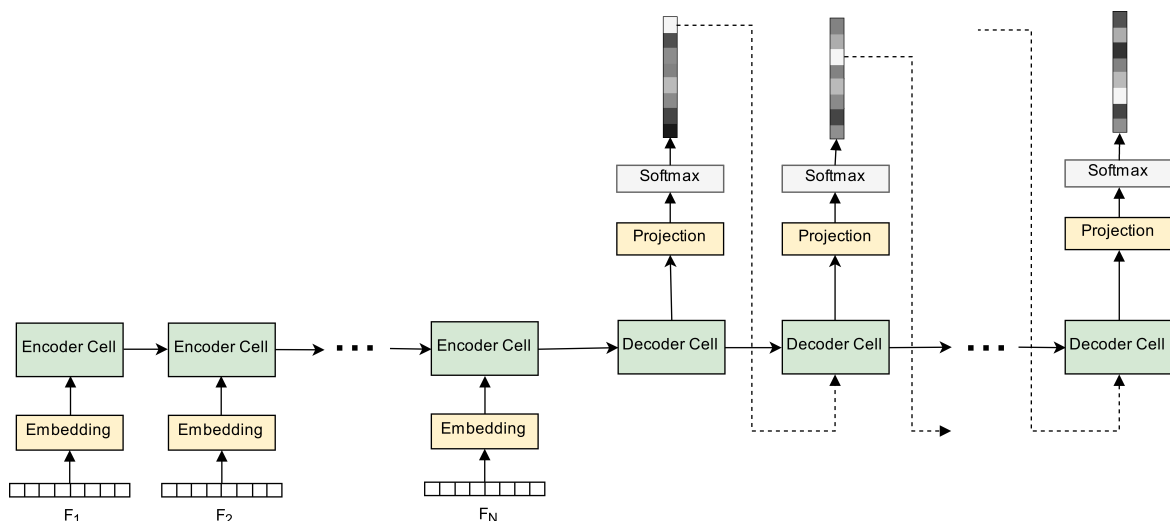 Softmax
Softmax
Softmax
Projection
Projection
Projection
Encoder Cell
Encoder Cell
...
Encoder Cell
Decoder Cell
Decoder Cell
...
Decoder Cell
Embedding
Embedding
Embedding
F1
F2
FN